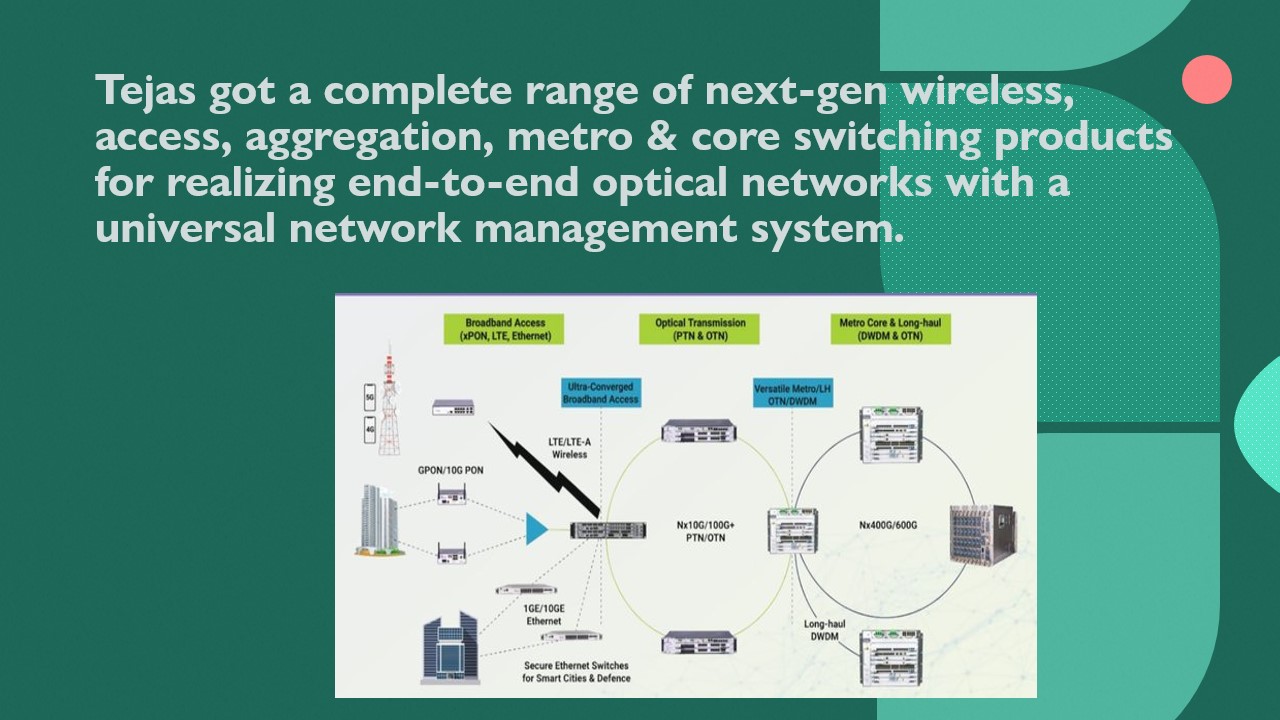 Tejas got a complete range of next-gen wireless,
access, aggregation, metro & core switching products
for realizing end-to-end optical networks with a
universal network management system.
Broadband Access
(xPON, LTE, Ethernet)
Optical Transmission
(PTN & OTN)
Metro Core & Long-haul
(DWDM & OTN)
Ultra-Converged
Broadband Access
Versatile Metro/LH
OTN/DWDM
5G
4G
LTE/LTE-A
Wireless
GPON/10G PON
Nx10G/100G+
PTN/OTN
Nx400G/600G
1GE/10GE
Ethernet
Long-haul
DWDM
Secure Ethernet Switches
for Smart Cities & Defence